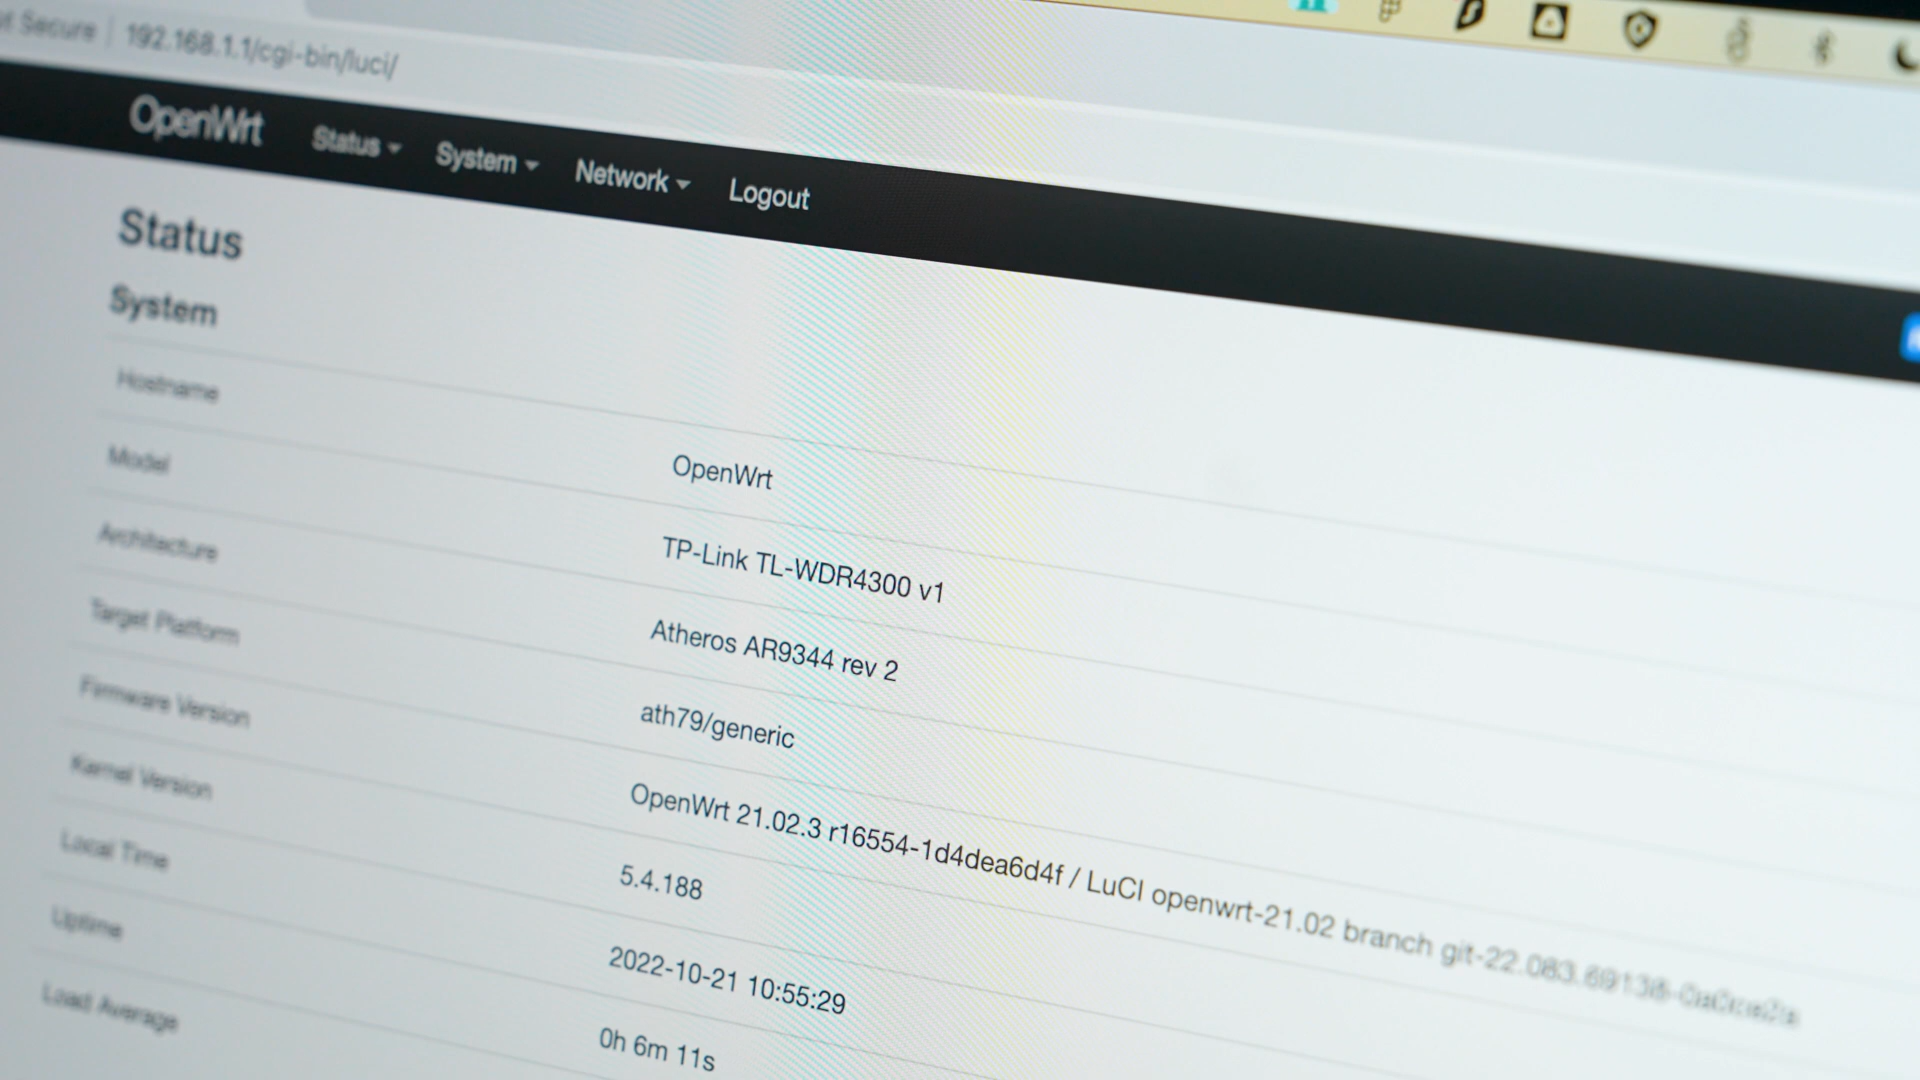 t Secure | 192.168.1.1/cgi-bin/luci/
OpenWrt Status System Network Logout
Status
System
Hostname OpenWrt
Model TP-Link TL-WDR4300 v1
Architecture Atheros AR9344 rev 2
Target Platform ath79/generic
Firmware Version OpenWrt 21.02.3 r16554-1d4dea6d4f / LuCI openwrt-21.02 branch
Kernel Version 5.4.188
Local Time 2022-10-21 10:55:29
Uptime 0h 6m 11s
Load Average